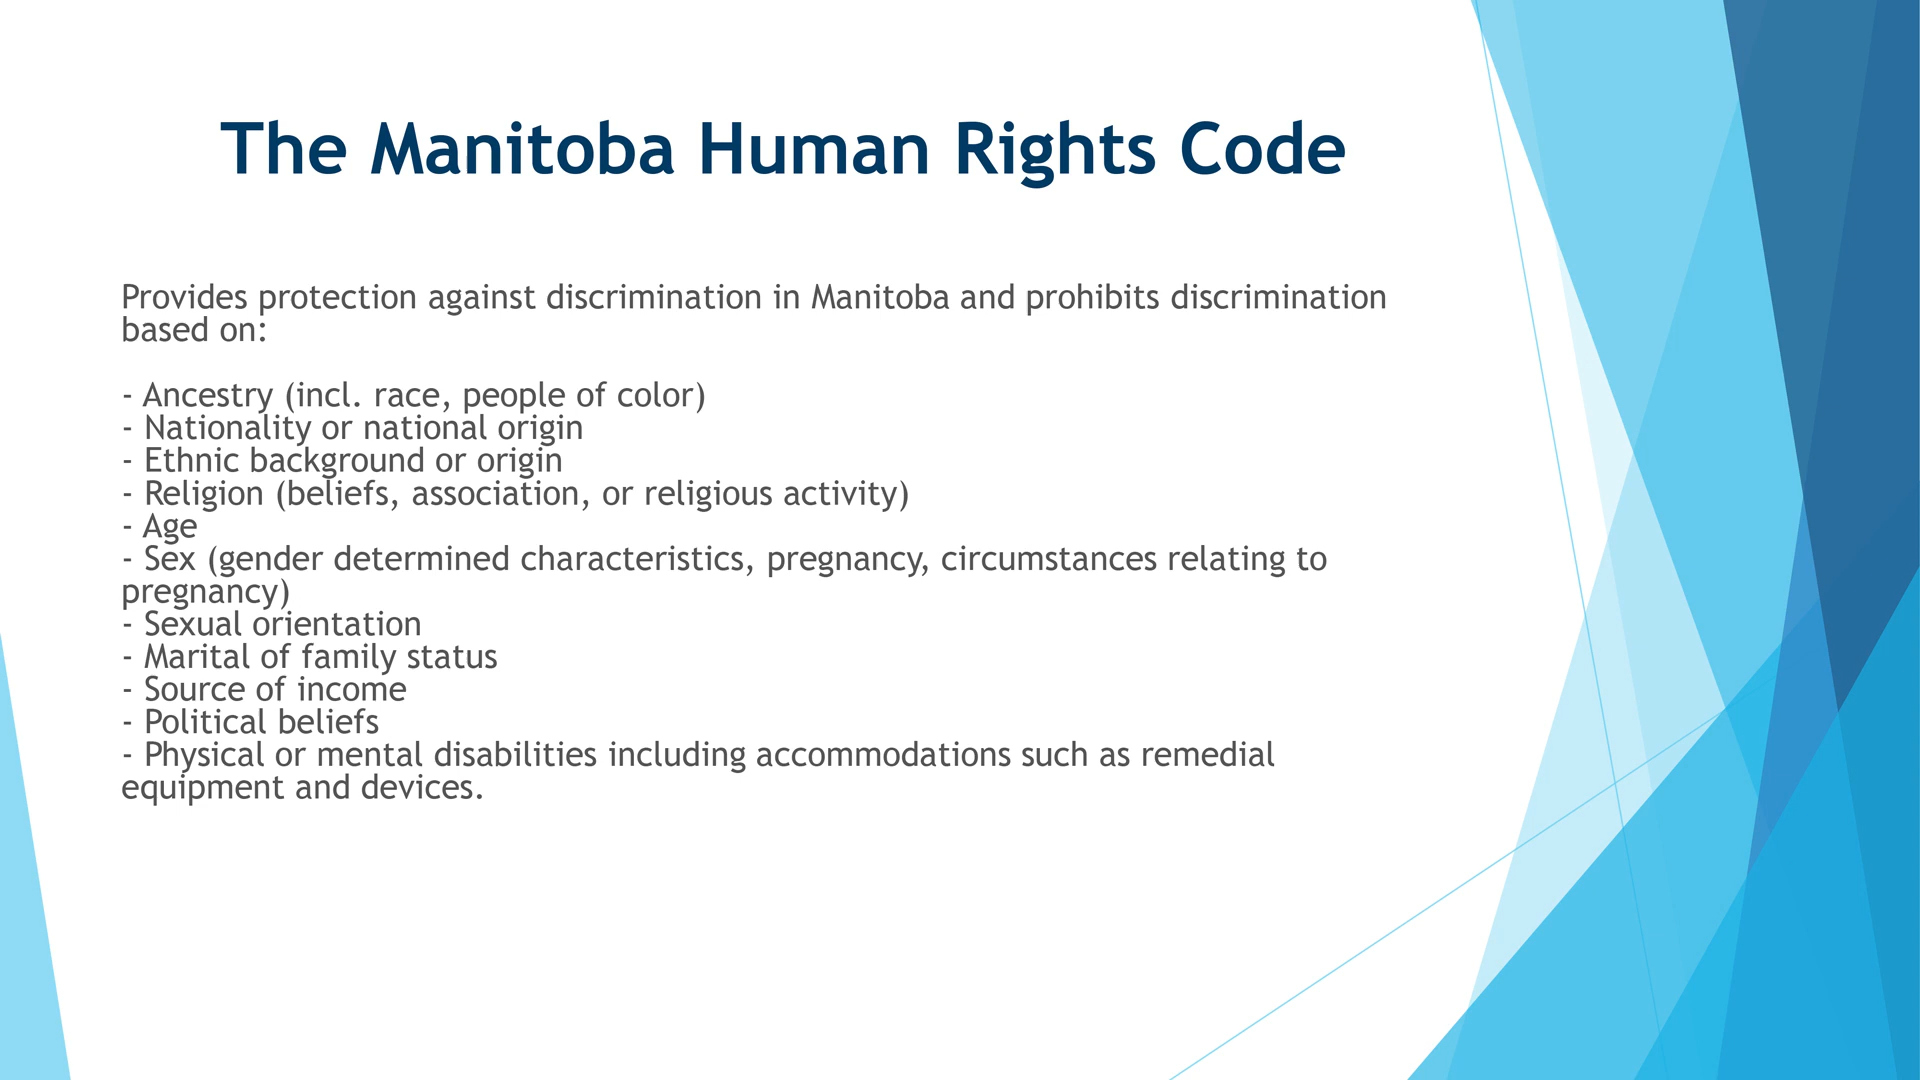 The Manitoba Human Rights Code
Provides protection against discrimination in Manitoba and prohibits discrimination
based on:
- Ancestry (incl. race, people of color)
- Nationality or national origin
- Ethnic background or origin
- Religion (beliefs, association, or religious activity)
- Age
- Sex (gender determined characteristics, pregnancy, circumstances relating to
pregnancy)
- Sexual orientation
- Marital of family status
- Source of income
- Political beliefs
- Physical or mental disabilities including accommodations such as remedial
equipment and devices.